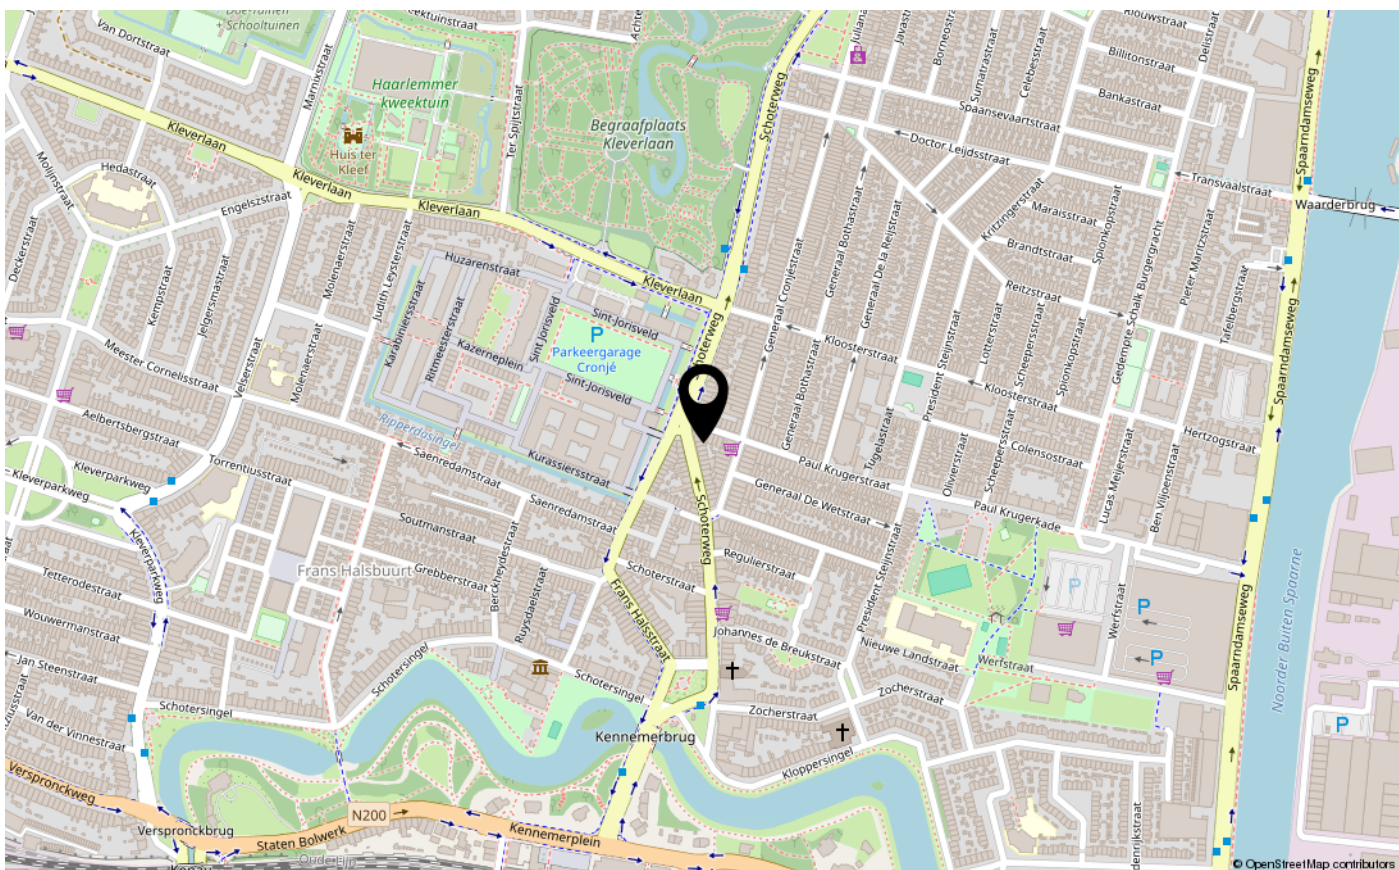 Doeltuinen
+ Schooltuinen
Van Dortstraat
Marnixstraat
Haarlemmer
kweektuin
Huis ter
Kleef
Ter Spijtstraat
Begraafplaats
Kleverlaan
Schoterweg
Javastraat
Borneostraat
Sumatrastraat
Celebesstraat
Riouwstraat
Billitonstraat
Delistraat
Bankastraat
Spaansevaartstraat
Doctor Leijdsstraat
Transvaalstraat
Spaarndamseweg
Waarderbrug
Kleverlaan
Kleverlaan
Kleverlaan
Kleverlaan
Molijnstraat
Hedastraat
Engelszstraat
Deckerstraat
Kempstraat
Jelgersmastraat
Molenaerstraat
Judith Leysterstraat
Huzarenstraat
Karabiniersstraat
Ritmeesterstraat
Kazerneplein
Sint Jorisveld
Sint-Jorisveld
P
Parkeergarage
Cronjé
Sint-Jorisveld
Schoterweg
Generaal Cronjéstraat
Generaal Bothastraat
Generaal De la Reijstraat
Kritzingerstraat
Maraisstraat
Brandtstraat
Spionkopstraat
Reitzstraat
Gedempte Schalk Burgergracht
Pieter Maritzstraat
Tafelbergstraat
Spaarndamseweg
Meester Cornelisstraat
Velserstraat
Molenaerstraat
Aelbertsbergstraat
Ripperdasingel
Kurassiersstraat
Kloosterstraat
Generaal Bothastraat
President Steijnstraat
Lotterstraat
Scheepersstraat
Spionkopstraat
Kloosterstraat
Hertzogstraat
Colensostraat
Tugelastraat
Olivierstraat
Scheepersstraat
Lucas Meijerstraat
Ben Viljoenstraat
Paul Krugerstraat
Paul Krugerkade
Generaal De Wetstraat
Kleverparkweg
Kleverparkweg
Kleverparkweg
Torrentiusstraat
Saenredamstraat
Saenredamstraat
Soutmanstraat
Grebberstraat
Frans Halsbuurt
Berckheydestraat
Ruysdaelstraat
Schoterstraat
Schoterweg
Regulierstraat
President Steijnstraat
Tetterodestraat
Wouwermanstraat
Jan Steenstraat
Van der Vinnestraat
Schotersingel
Schotersingel
Schotersingel
Frans Halsstraat
Johannes de Breukstraat
Nieuwe Landstraat
Werfstraat
Werfstraat
P
P
P
Zocherstraat
Zocherstraat
Kloppersingel
Kennemerbrug
Spaarndamseweg
Noorder Buiten Spaarne
P
Verspronckweg
Verspronckbrug
Staten Bolwerk
N200
Kennemerplein
© OpenStreetMap contributors